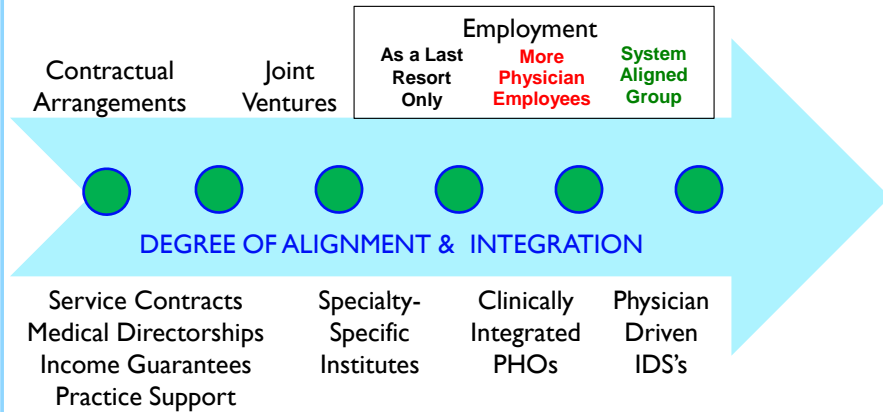 Employment
Contractual
Arrangements
Joint
Ventures
As a Last
Resort
Only
More
Physician
Employees
System
Aligned
Group
DEGREE OF ALIGNMENT & INTEGRATION
Service Contracts
Medical Directorships
Income Guarantees
Practice Support
Specialty-
Specific
Institutes
Clinically
Integrated
PHOs
Physician
Driven
IDS's